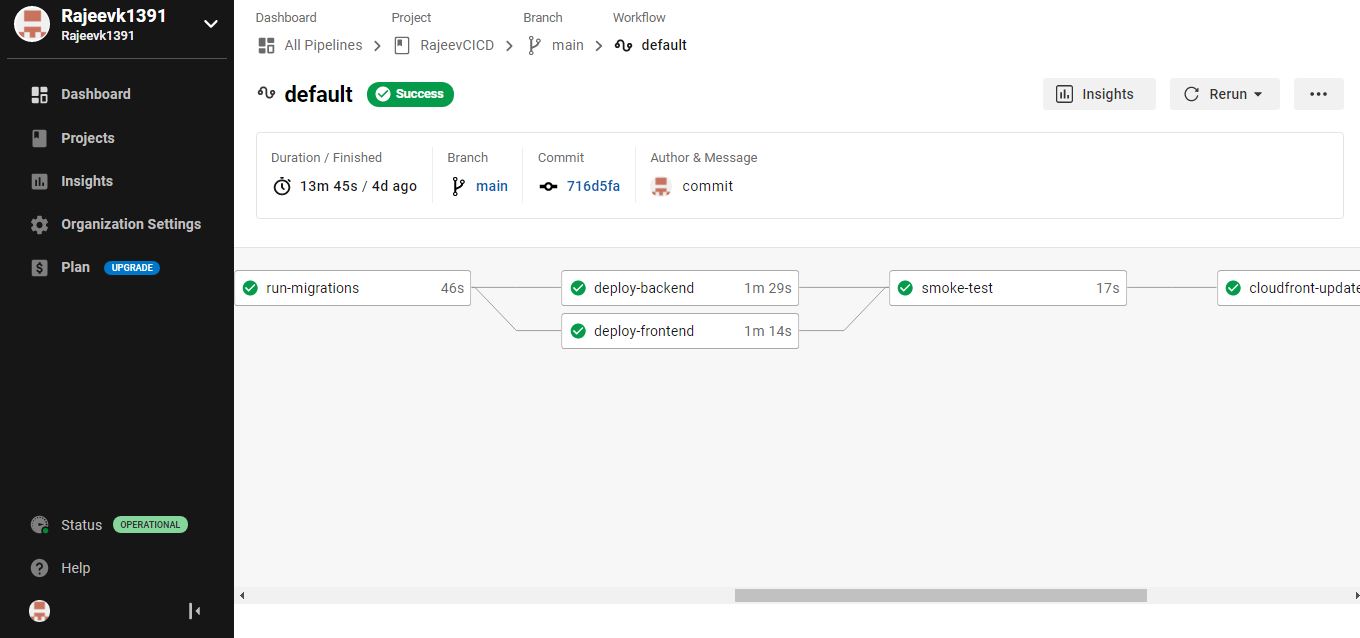 Rajeevk1391
Rajeevk1391
Dashboard
Projects
Insights
Organization Settings
Plan UPGRADE
Status OPERATIONAL
Help
Dashboard Project Branch Workflow
All Pipelines RajeevCICD main default
default Success Insights Rerun
Duration / Finished Branch Commit Author & Message
13m 45s / 4d ago main 716d5fa commit
run-migrations 46s deploy-backend 1m 29s smoke-test 17s cloudfront-update
deploy-frontend 1m 14s